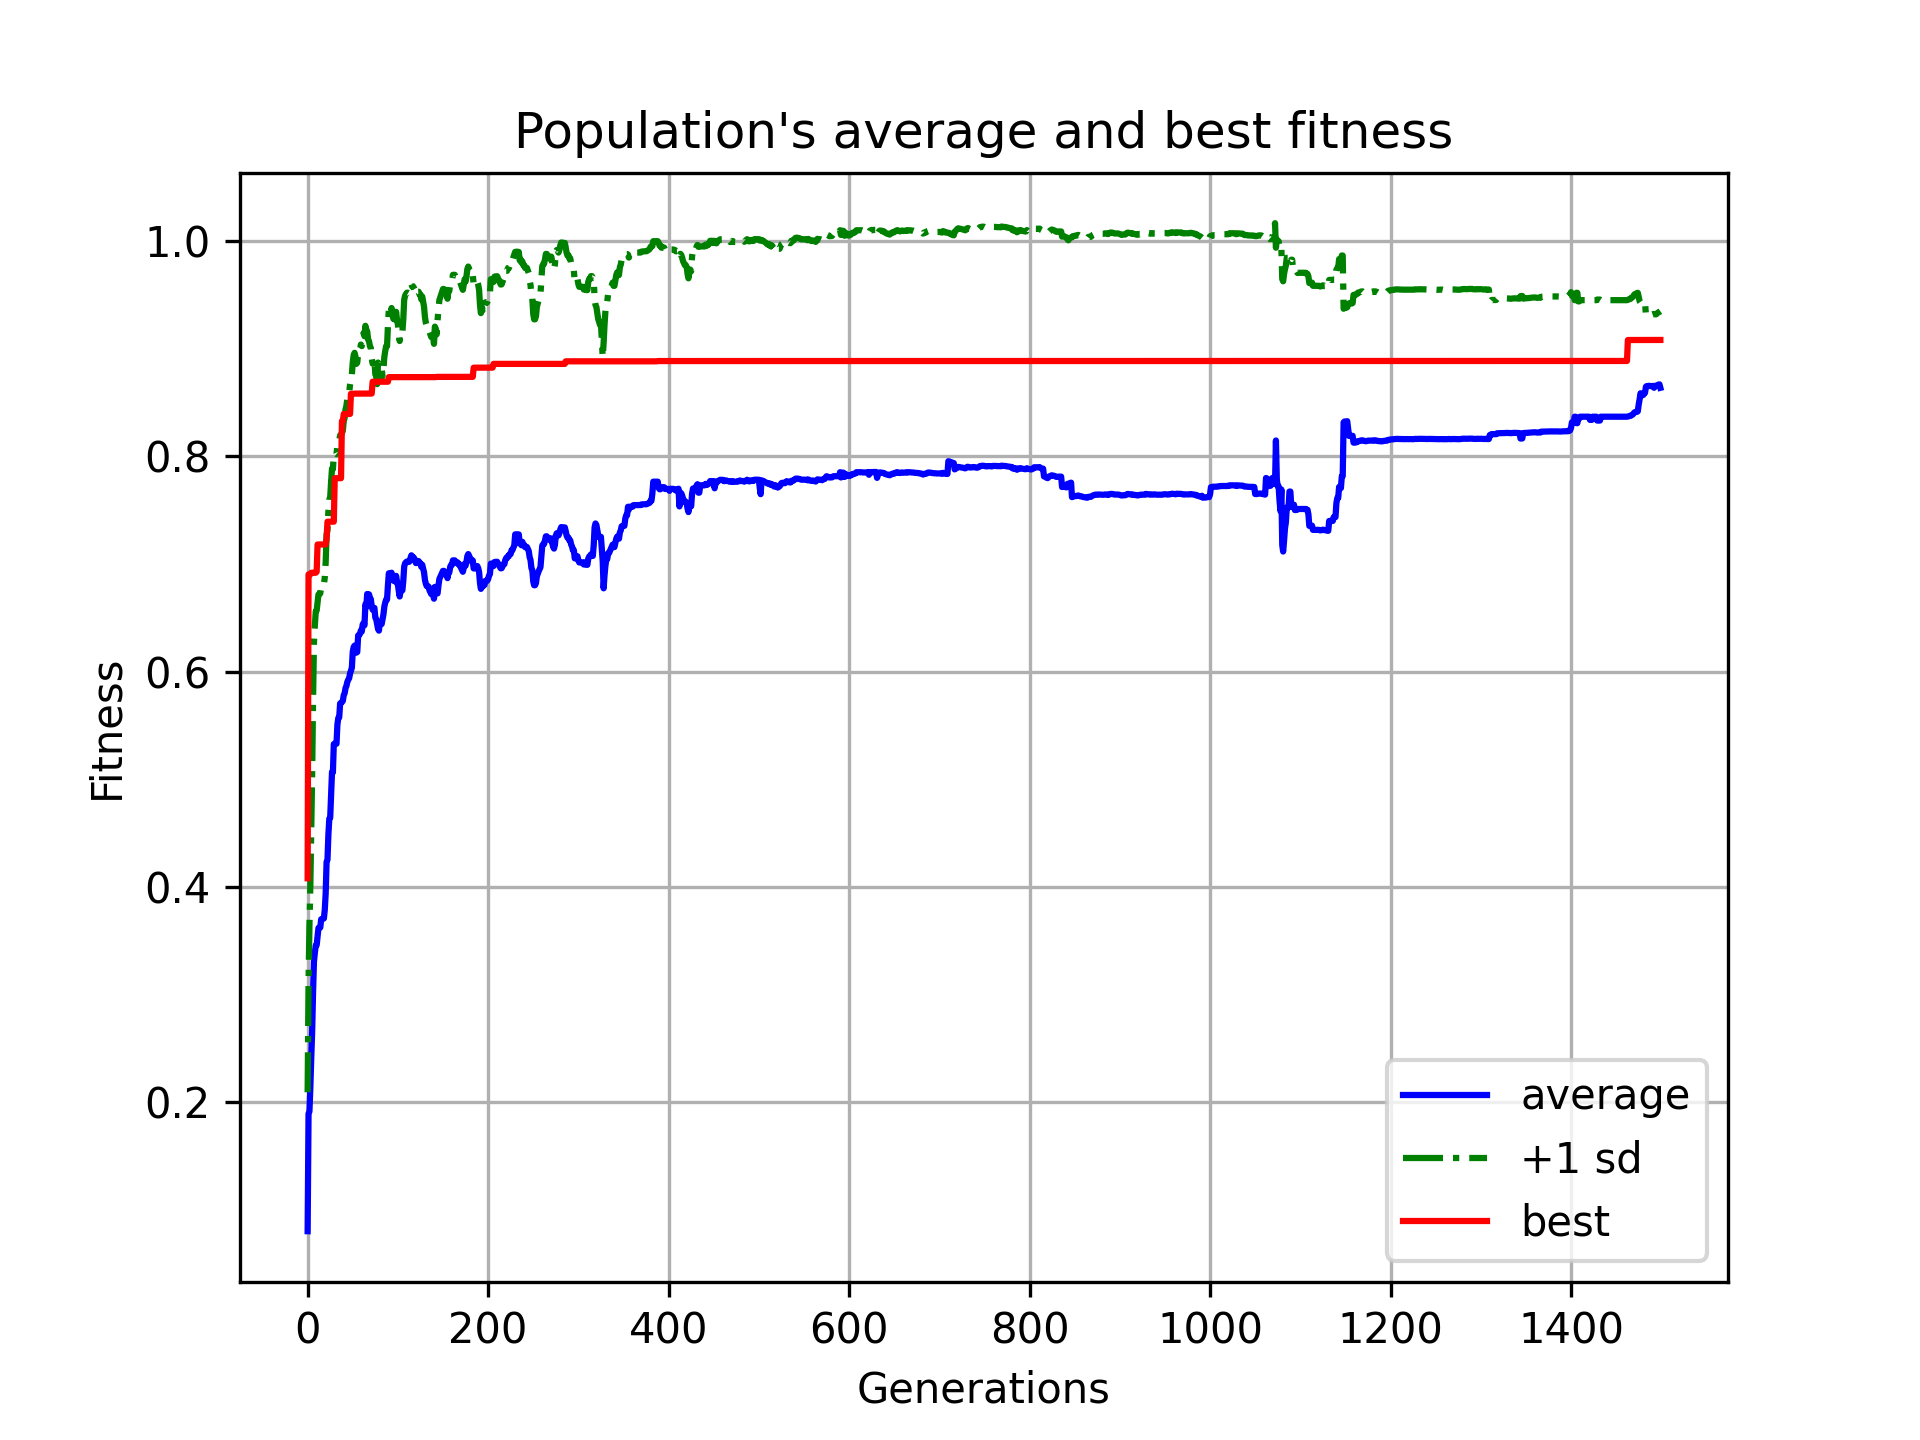 Population's average and best fitness
1.0
0.8
0.6
0.4
0.2
Fitness
0 200 400 600 800 1000 1200 1400
Generations
average
+1 sd
best